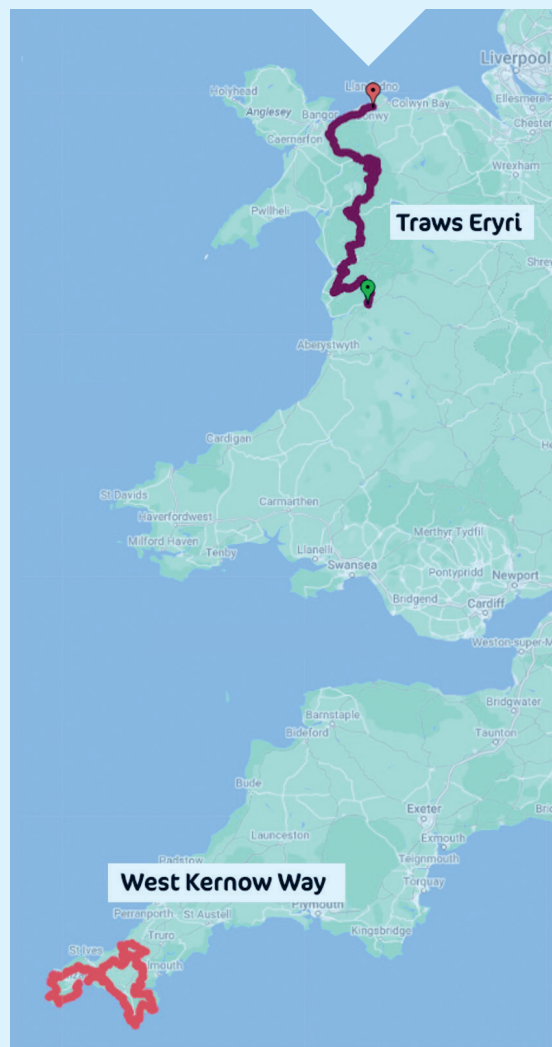 Liverpool
Holyhead
Colwyn Bay
Ellesmere
Anglesey
Bangor
Chester
Caernarfon
Wrexham
Pwllheli
Traws Eryri
Aberystwyth
Cardigan
St Davids
Haverfordwest
Carmarthen
Milford Haven
Tenby
Llanelli
Merthyr Tydfil
Swansea
Pontypridd
Newport
Bridgend
Cardiff
Weston-super-M
Barnstaple
Bideford
Bridgwater
Taunton
Bude
Exeter
Launceston
Exmouth
Teignmouth
Padstow
West Kernow Way
Torquay
Plymouth
Perranporth
St Austell
Kingsbridge
Truro
St Ives